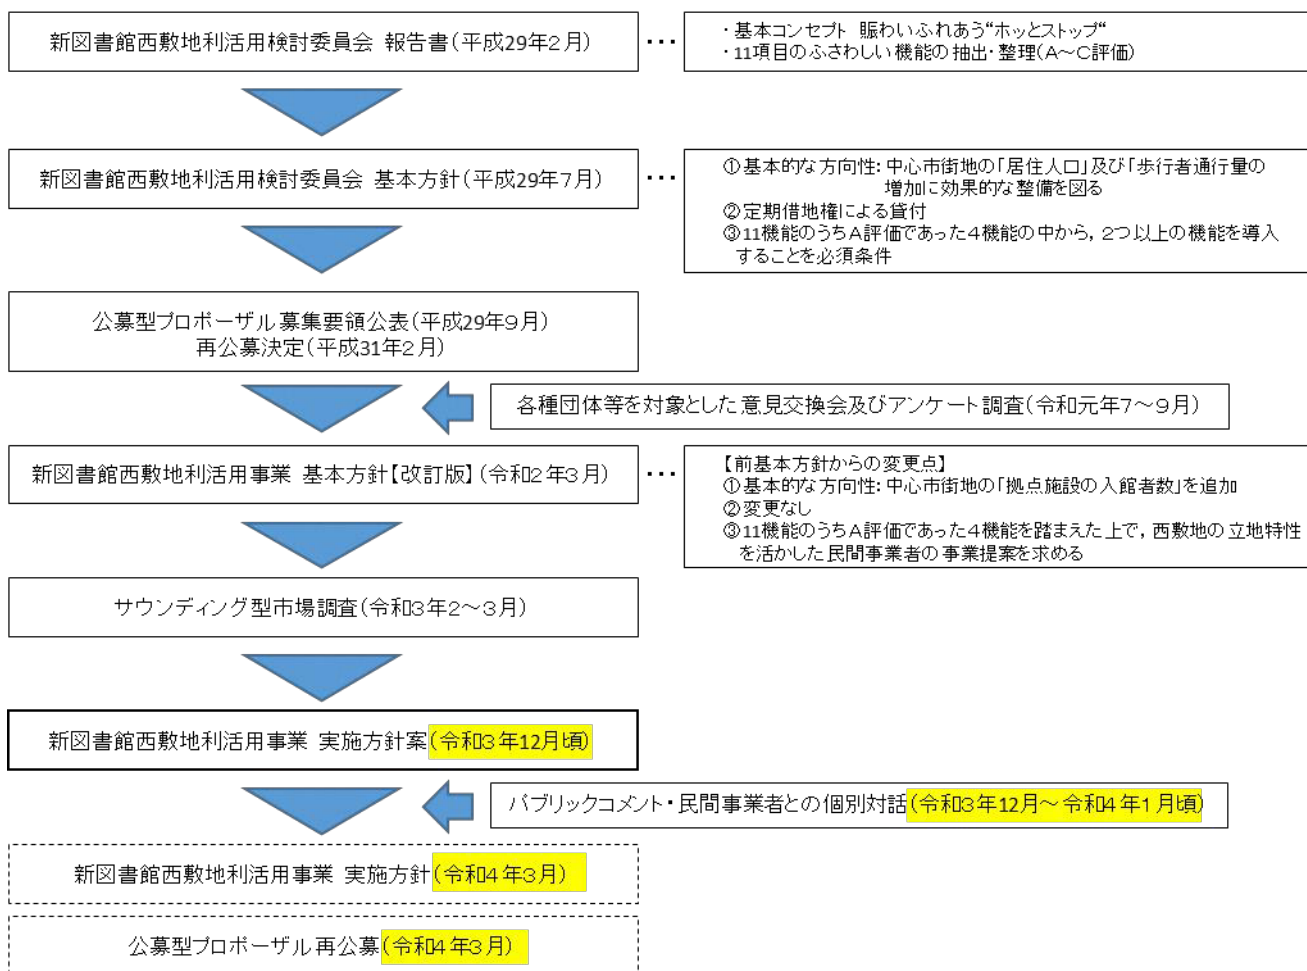 新図書館西敷地利活用検討委員会 報告書(平成29年2月)
・・・
・基本コンセプト 賑わいふれあう“ホッとストップ“
・11項目のふさわしい機能の抽出・整理(A～C評価)
新図書館西敷地利活用検討委員会 基本方針(平成29年7月)
・・・
①基本的な方向性:中心市街地の「居住人口」及び「歩行者通行量の
増加に効果的な整備を図る
②定期借地権による貸付
③11機能のうちA評価であった4機能の中から,2つ以上の機能を導入
することを必須条件
公募型プロポーザル募集要領公表(平成29年9月)
再公募決定(平成31年2月)
各種団体等を対象とした意見交換会及びアンケート調査(令和元年7～9月)
新図書館西敷地利活用事業 基本方針【改訂版】(令和2年3月)
・・・
【前基本方針からの変更点】
①基本的な方向性:中心市街地の「拠点施設の入館者数」を追加
②変更なし
③11機能のうちA評価であった4機能を踏まえた上で,西敷地の立地特性
を活かした民間事業者の事業提案を求める
サウンディング型市場調査(令和3年2～3月)
新図書館西敷地利活用事業 実施方針案(令和3年12月頃)
パブリックコメント・民間事業者との個別対話(令和3年12月～令和4年1月頃)
新図書館西敷地利活用事業 実施方針(令和4年3月)
公募型プロポーザル再公募(令和4年3月)